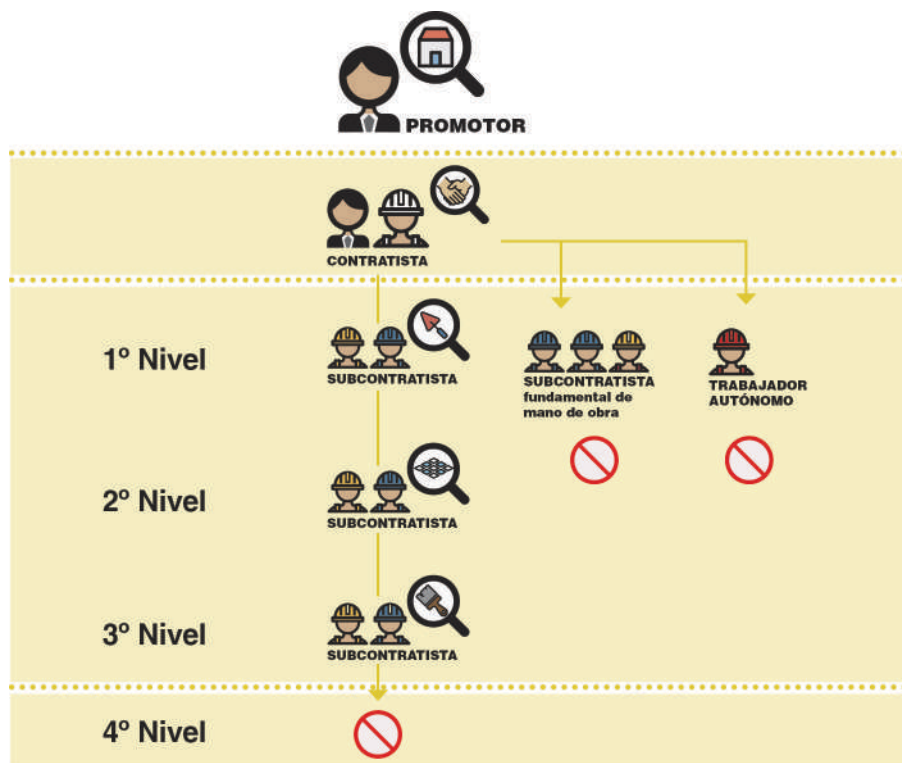 PROMOTOR
CONTRATISTA
1º Nivel
SUBCONTRATISTA
SUBCONTRATISTA
fundamental de
mano de obra
TRABAJADOR
AUTÓNOMO
2º Nivel
SUBCONTRATISTA
3º Nivel
SUBCONTRATISTA
4º Nivel